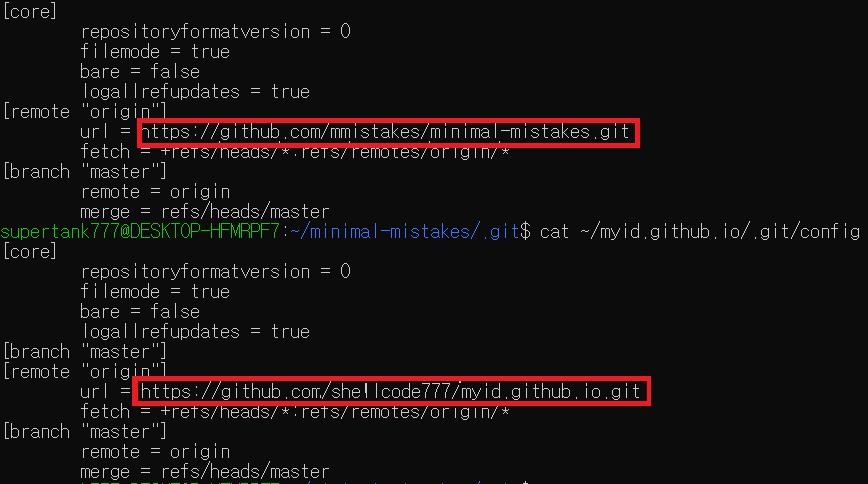 [core]
repositoryformatversion = 0
filemode = true
bare = false
logallrefupdates = true
[remote "origin"]
url = https://github.com/mmistakes/minimal-mistakes.git
fetch = +refs/heads/*:refs/remotes/origin/*
[branch "master"]
remote = origin
merge = refs/heads/master
supertank777@DESKTOP-HFMRPF7:~/minimal-mistakes/.git$ cat ~/myid.github.io/.git/config
[core]
repositoryformatversion = 0
filemode = true
bare = false
logallrefupdates = true
[branch "master"]
[remote "origin"]
url = https://github.com/shellcode777/myid.github.io.git
fetch = +refs/heads/*:refs/remotes/origin/*
[branch "master"]
remote = origin
merge = refs/heads/master